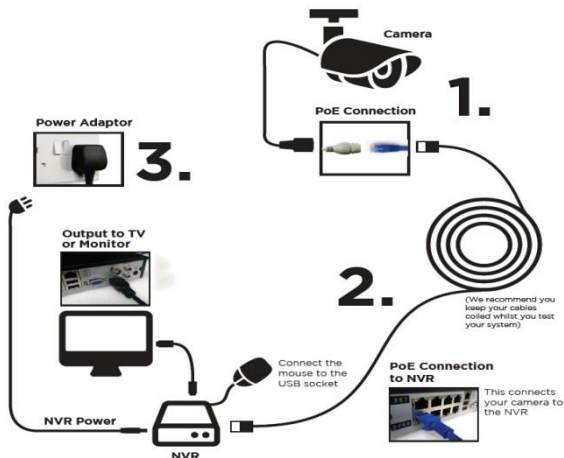 Camera
1.
PoE Connection
Power Adaptor
3.
Output to TV
or Monitor
2.
(We recommend you
keep your cables
coiled whilst you test
your system)
Connect the
mouse to the
USB socket
PoE Connection
to NVR
This connects
your camera to
the NVR
NVR Power
NVR